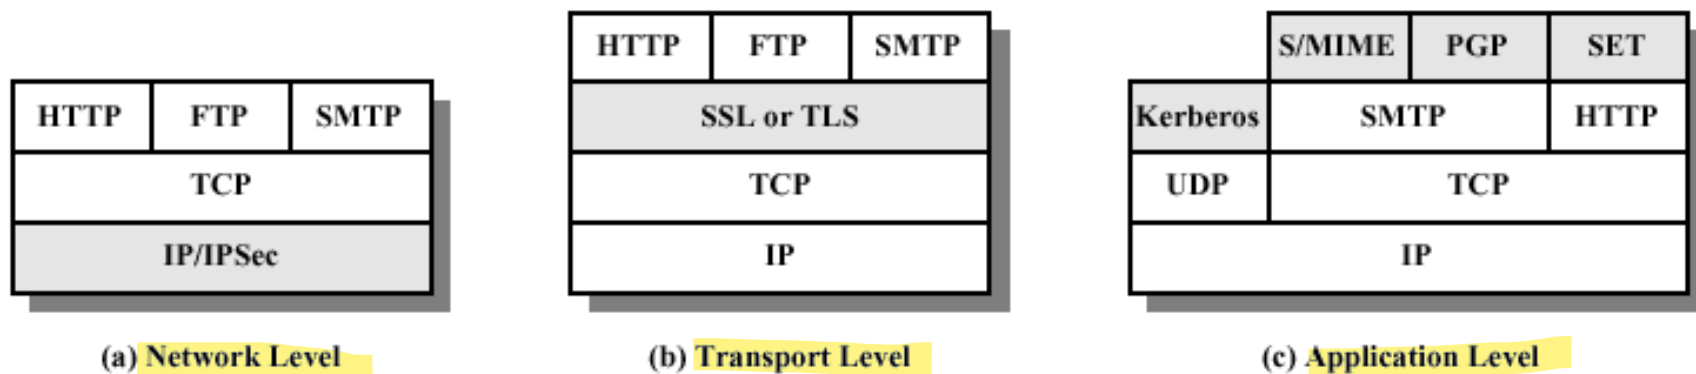 HTTP FTP SMTP
TCP
IP/IPSec
(a) Network Level
HTTP FTP SMTP
SSL or TLS
TCP
IP
(b) Transport Level
S/MIME PGP SET
Kerberos SMTP HTTP
UDP TCP
IP
(c) Application Level